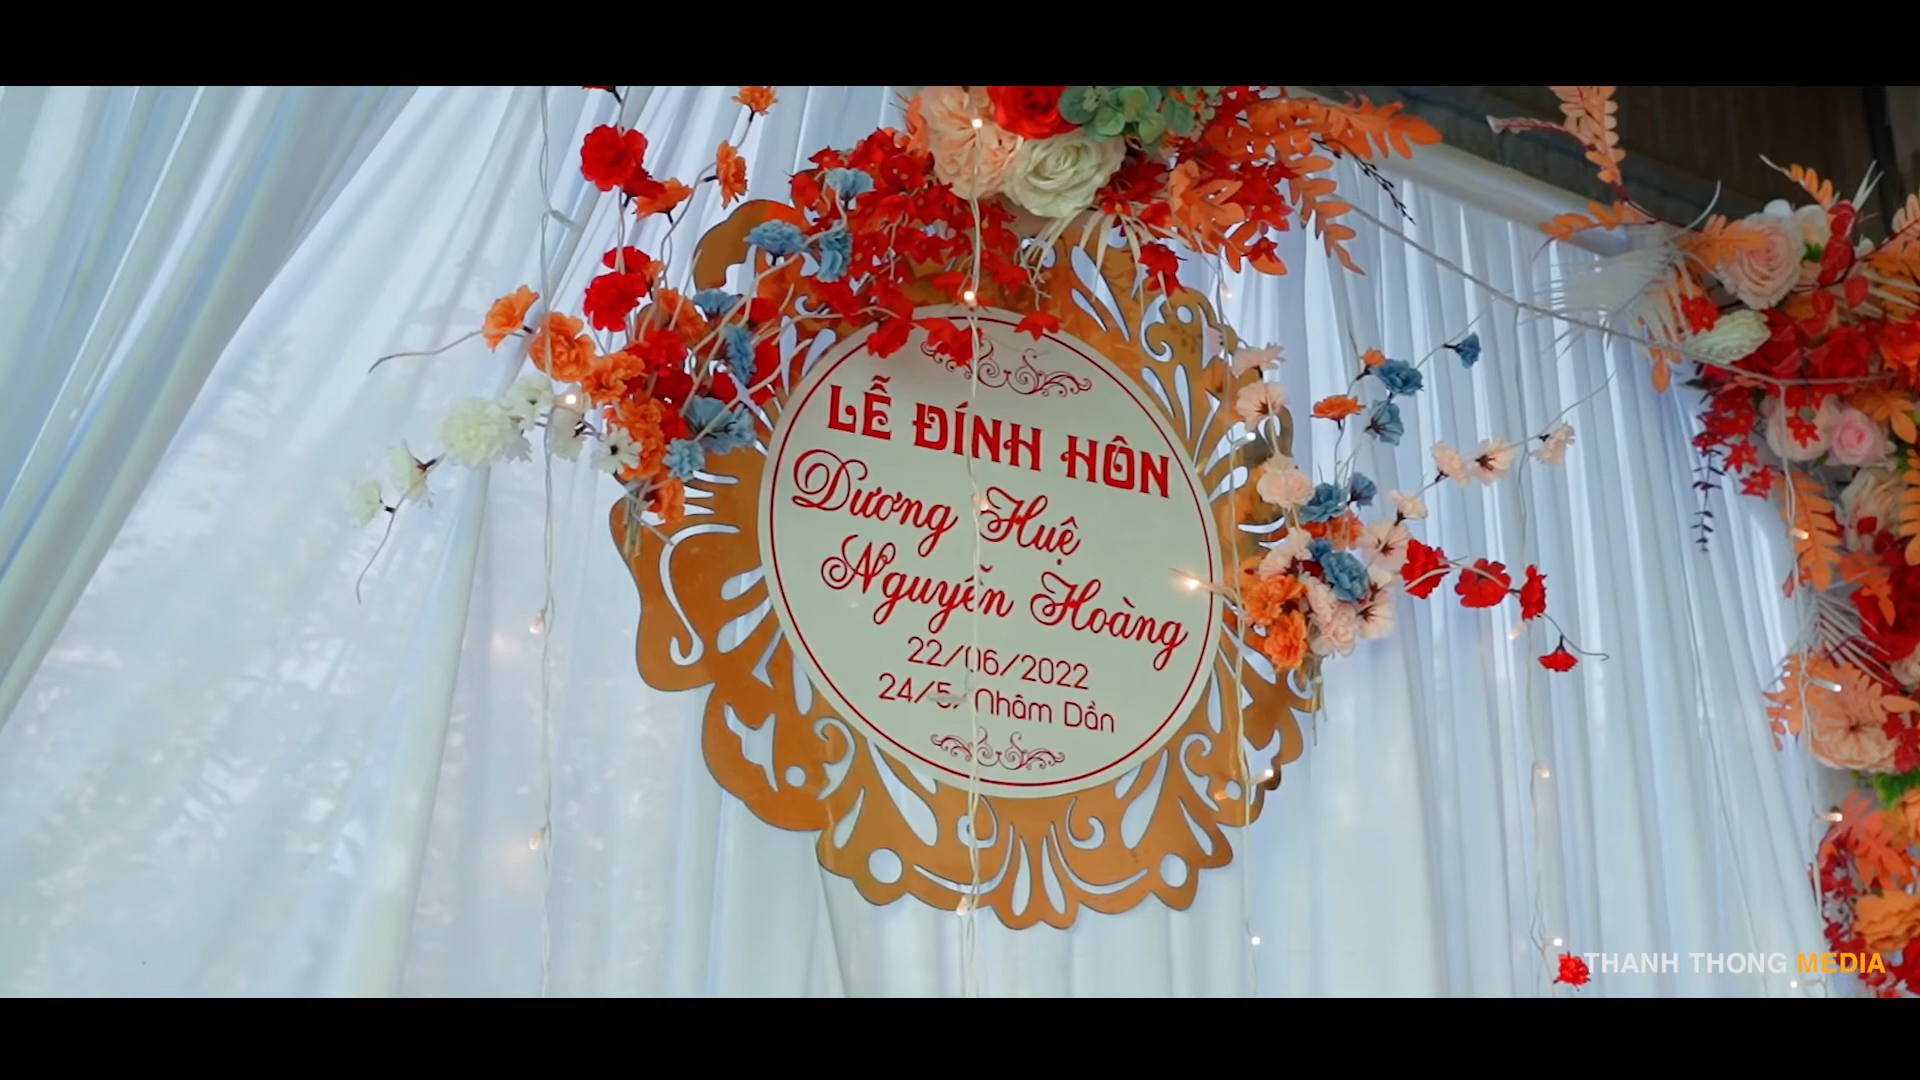 LỄ ĐÍNH HÔN
Dương Huệ
Nguyễn Hoàng
22/06/2022
24/5/ Nhâm Dần
THANH THONG MEDIA